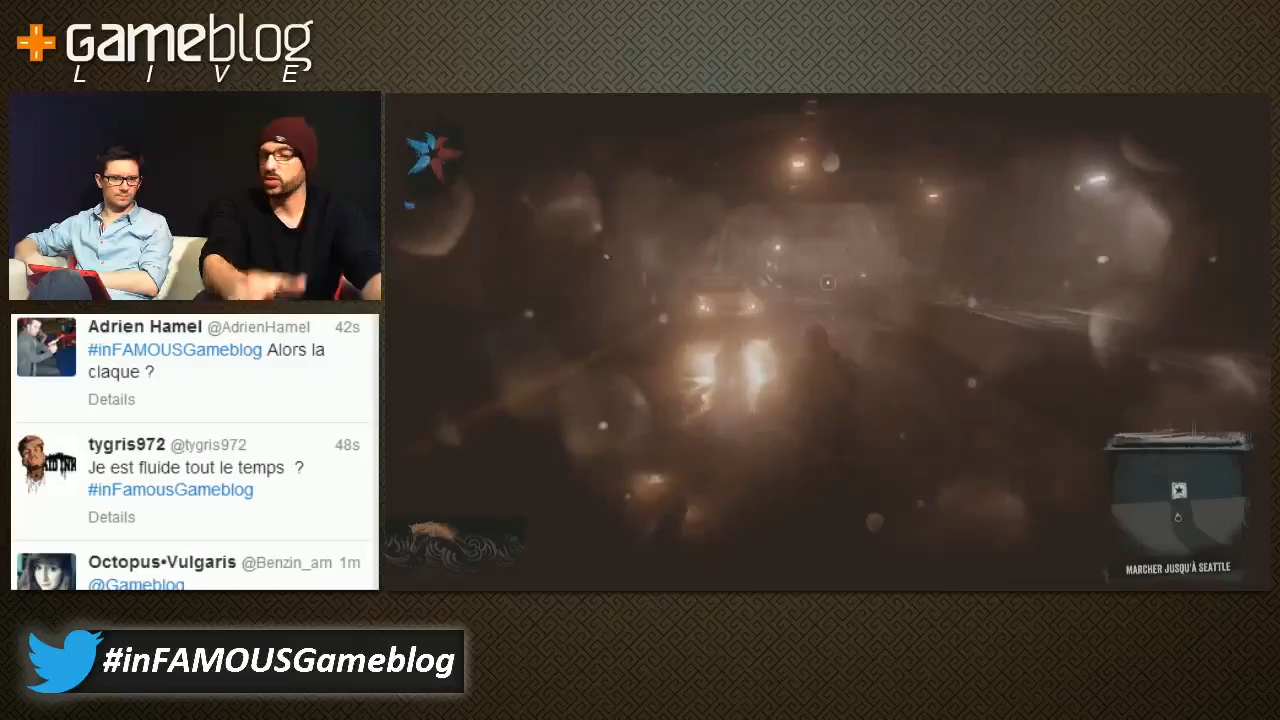 gameblog
LIVE
Adrien Hamel @AdrienHamel 42s
#inFAMOUSGameblog Alors la
claque ?
Details
tygris972 @tygris972 48s
Je est fluide tout le temps ?
#inFamousGameblog
Details
Octopus•Vulgaris @Benzin_am 1m
@Gameblog
MARCHER JUSQU'À SEATTLE
#inFAMOUSGameblog